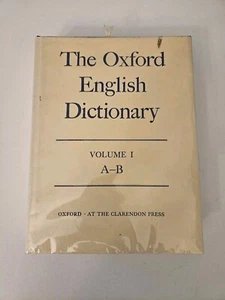 The Oxford
English
Dictionary
VOLUME I
A–B
OXFORD · AT THE CLARENDON PRESS